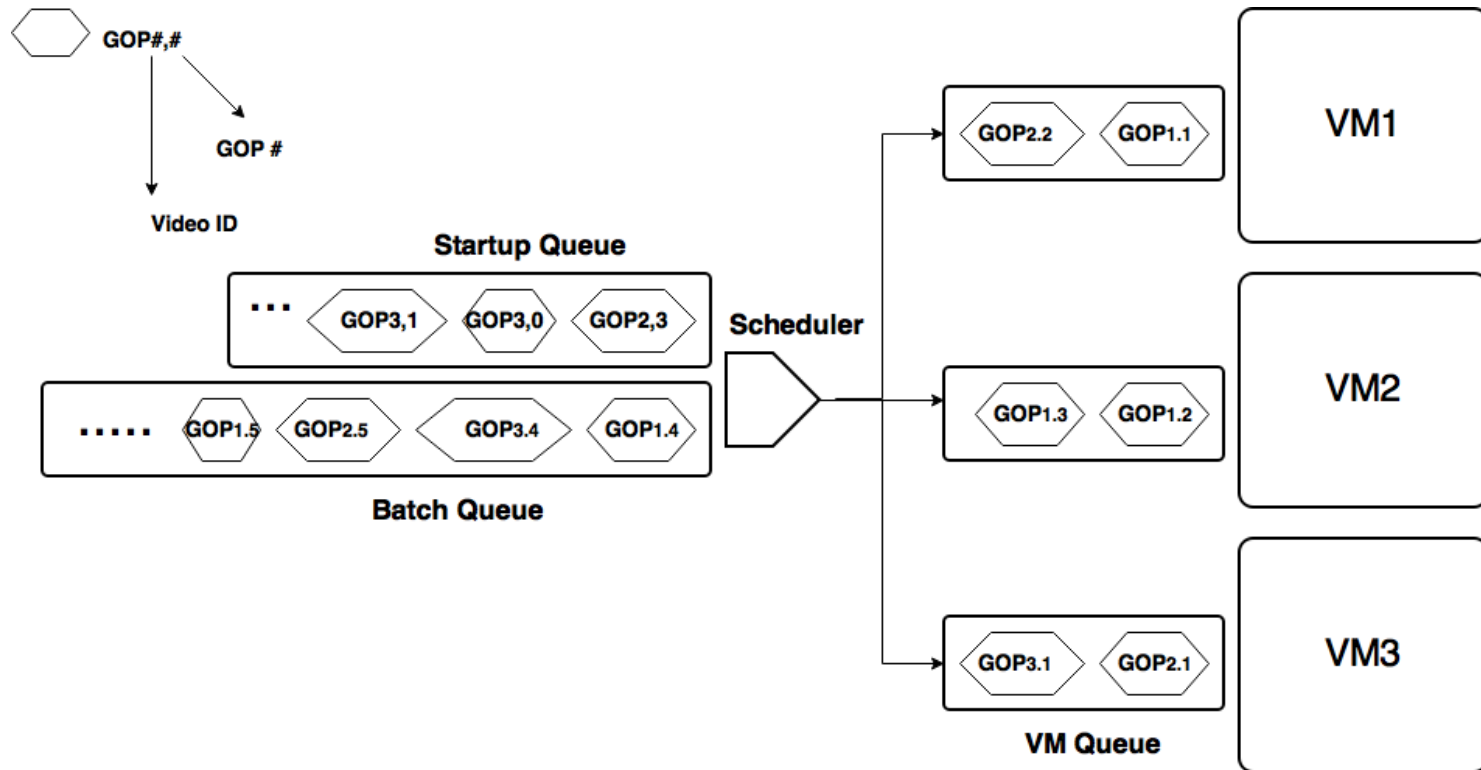 GOP#,#
GOP #
Video ID
Startup Queue
... GOP3,1 GOP3,0 GOP2,3
Scheduler
..... GOP1.5 GOP2.5 GOP3.4 GOP1.4
Batch Queue
GOP2.2 GOP1.1
VM1
GOP1.3 GOP1.2
VM2
GOP3.1 GOP2.1
VM3
VM Queue